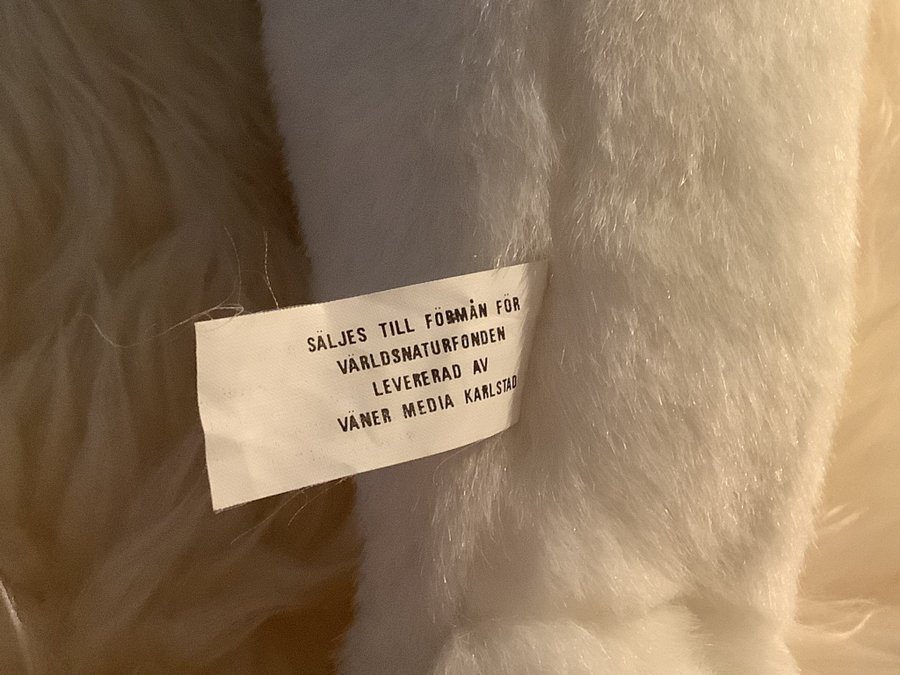 SÄLJES TILL FÖRMÅN FÖR
VÄRLDSNATURFONDEN
LEVERERAD AV
VÄNER MEDIA KARLSTAD